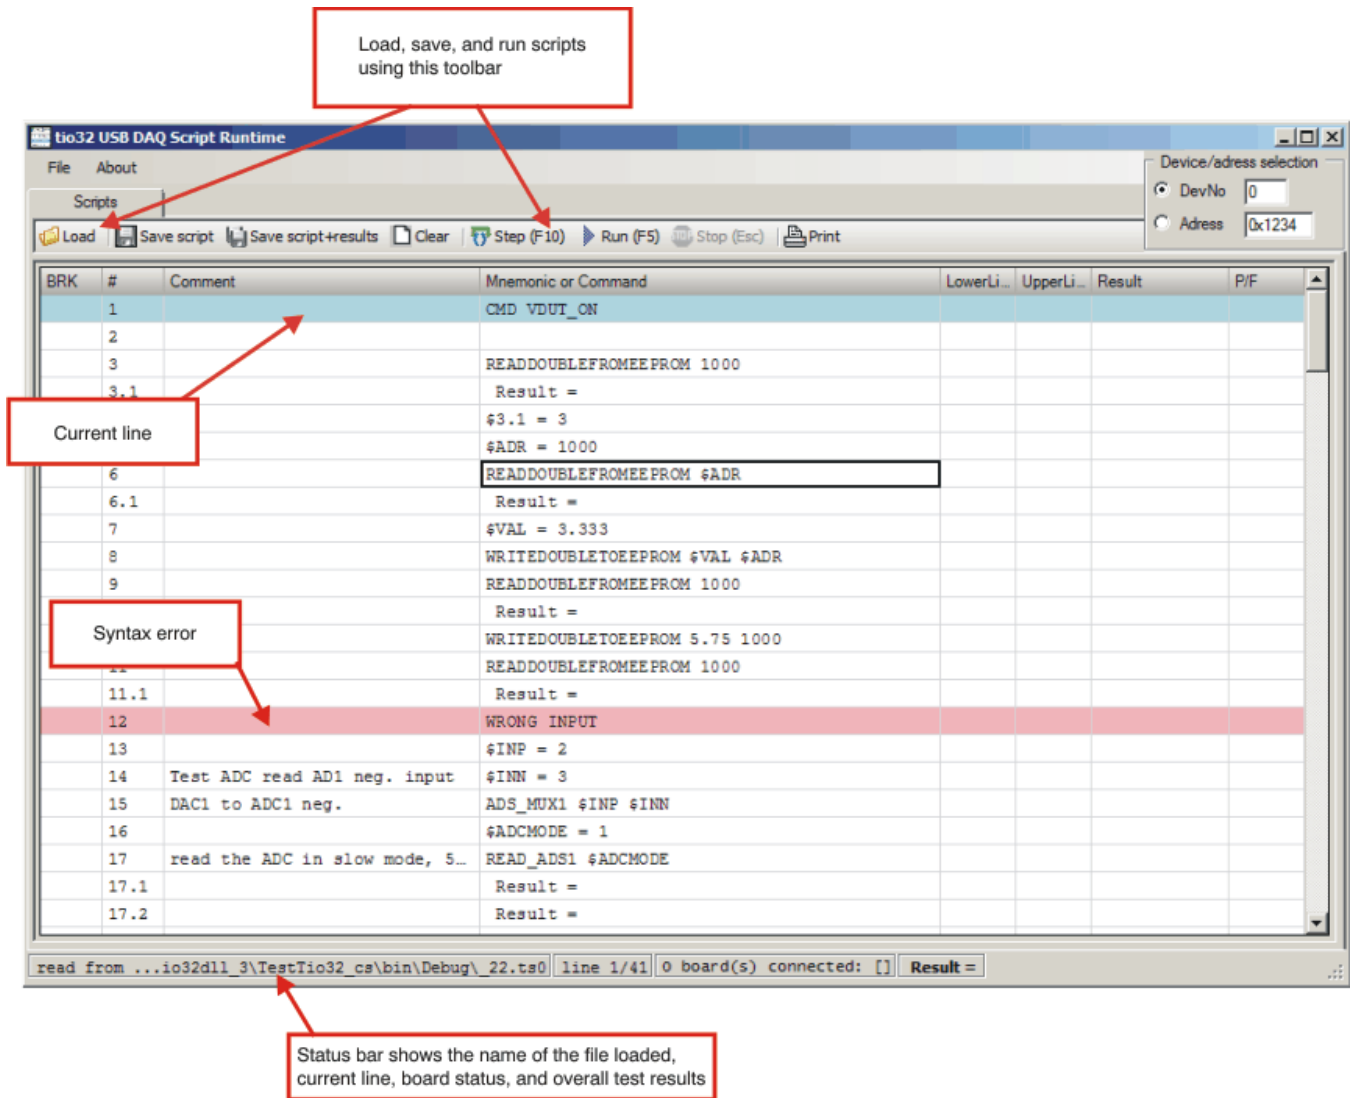 Load, save, and run scripts
using this toolbar
tio32 USB DAQ Script Runtime
File About
Device/adress selection
DevNo 0
Scripts
Adress 0x1234
Load Save script Save script+results Clear Step (F10) Run (F5) Stop (Esc) Print
BRK # Comment Mnemonic or Command LowerLi... UpperLi... Result P/F
1 CMD VDUT_ON
2
3 READDOUBLEFROMEEPROM 1000
3.1 Result =
$3.1 = 3
Current line
$ADR = 1000
6 READDOUBLEFROMEEPROM $ADR
6.1 Result =
7 $VAL = 3.333
8 WRITEDOUBLETOEEPROM $VAL $ADR
9 READDOUBLEFROMEEPROM 1000
Result =
Syntax error
WRITEDOUBLETOEEPROM 5.75 1000
11 READDOUBLEFROMEEPROM 1000
11.1 Result =
12 WRONG INPUT
13 $INP = 2
14 Test ADC read AD1 neg. input $INN = 3
15 DAC1 to ADC1 neg. ADS_MUX1 $INP $INN
16 $ADCMODE = 1
17 read the ADC in slow mode, 5... READ_ADS1 $ADCMODE
17.1 Result =
17.2 Result =
read from ...io32dll_3\TestTio32_cs\bin\Debug\_22.ts0 line 1/41 0 board(s) connected: [] Result =
Status bar shows the name of the file loaded,
current line, board status, and overall test results